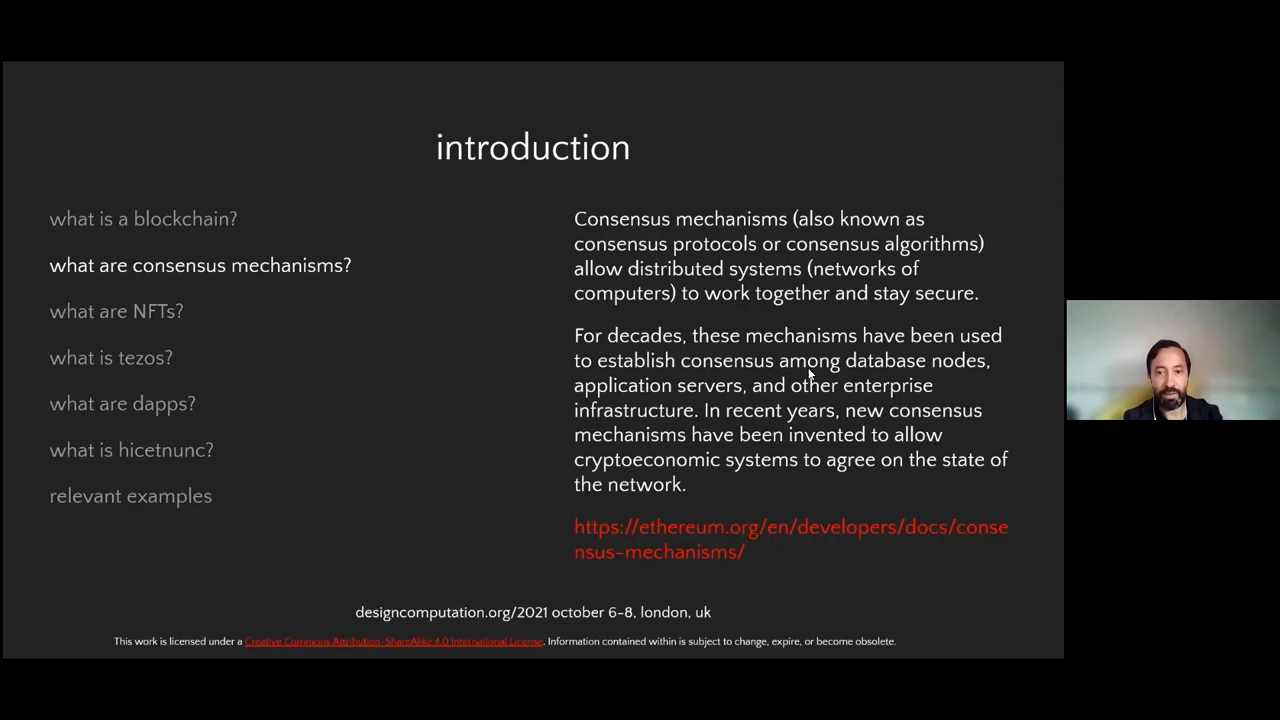 introduction
what is a blockchain?
what are consensus mechanisms?
what are NFTs?
what is tezos?
what are dapps?
what is hicetnunc?
relevant examples
Consensus mechanisms (also known as
consensus protocols or consensus algorithms)
allow distributed systems (networks of
computers) to work together and stay secure.
For decades, these mechanisms have been used
to establish consensus among database nodes,
application servers, and other enterprise
infrastructure. In recent years, new consensus
mechanisms have been invented to allow
cryptoeconomic systems to agree on the state of
the network.
https://ethereum.org/en/developers/docs/conse
nsus-mechanisms/
designcomputation.org/2021 october 6-8, london, uk
This work is licensed under a Creative Commons Attribution-ShareAlike 4.0 International License. Information contained within is subject to change, expire, or become obsolete.